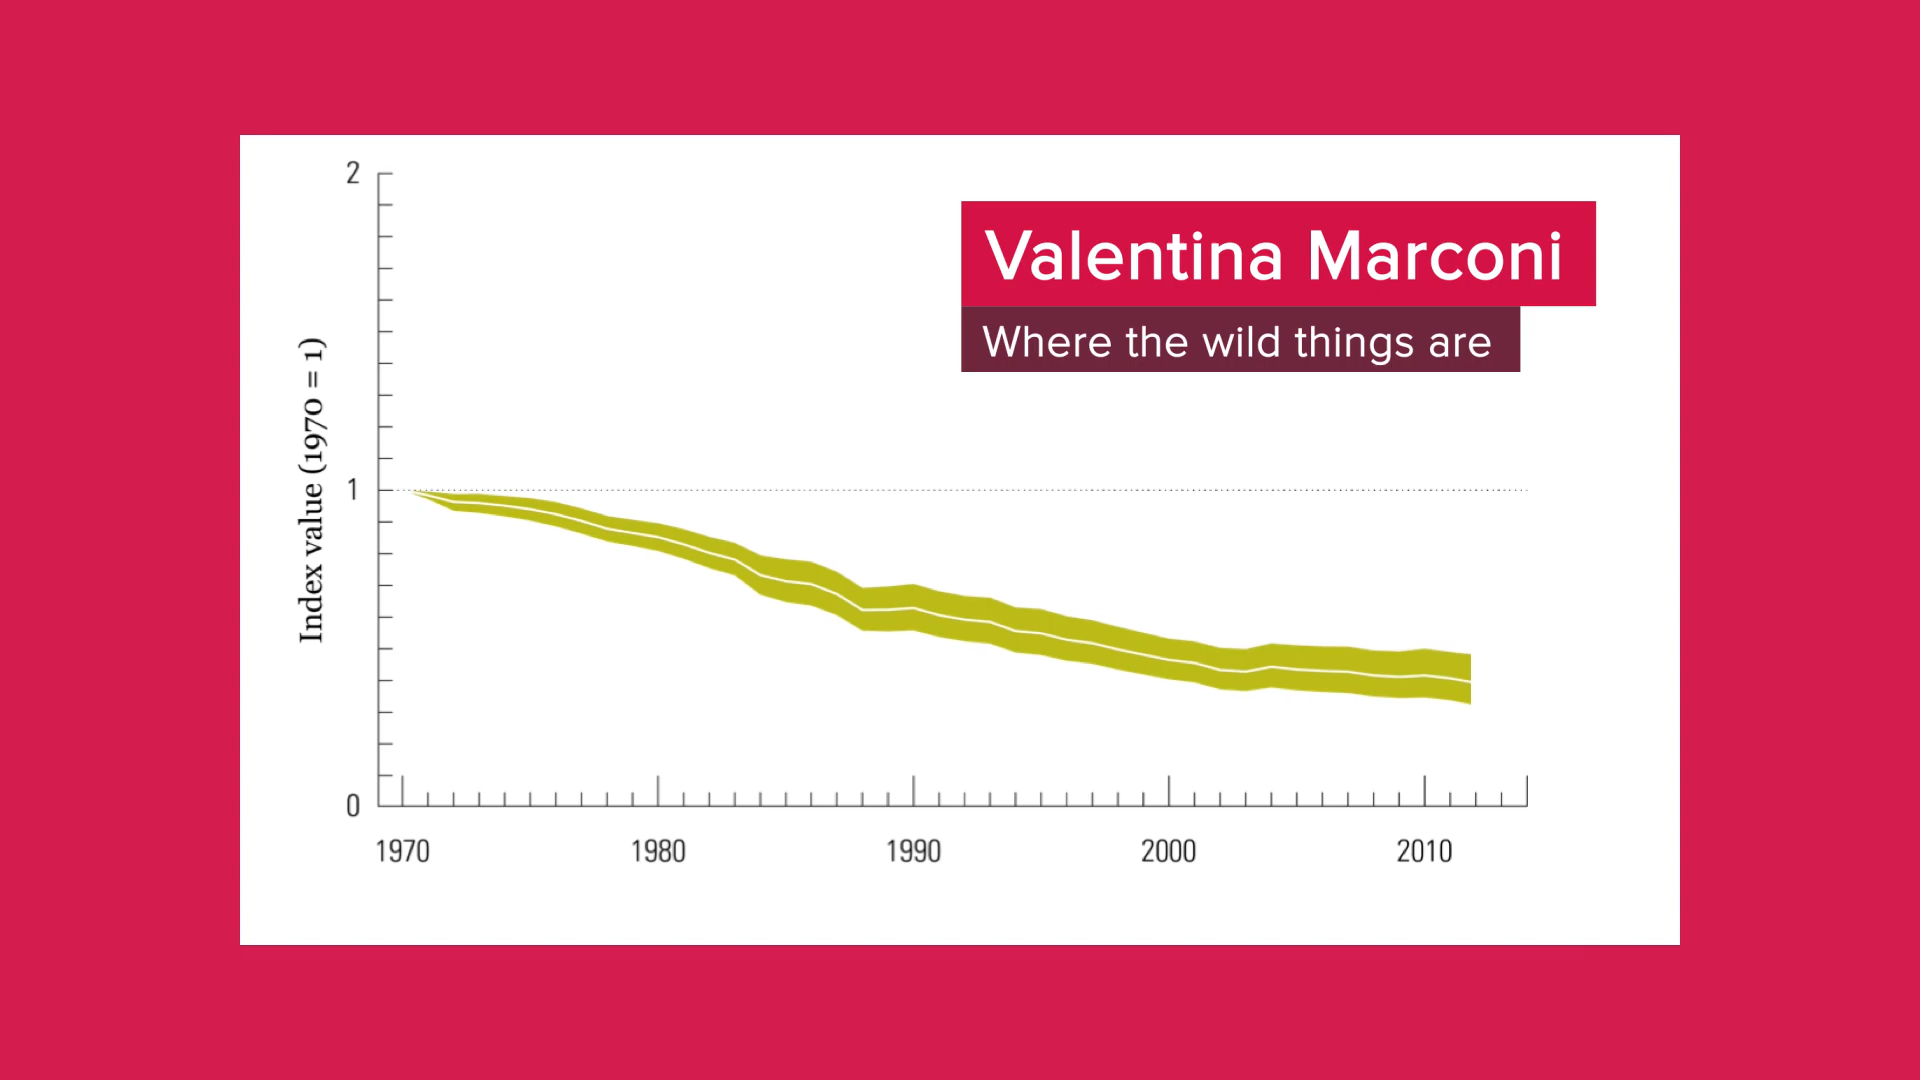 Valentina Marconi
Where the wild things are
Index value (1970 = 1)
2
1
0
1970 1980 1990 2000 2010